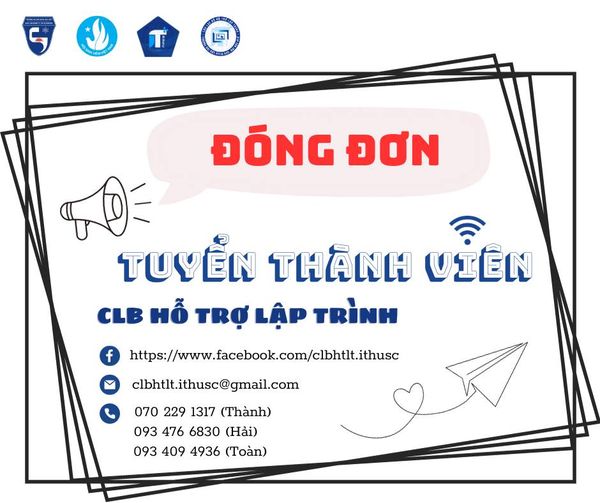 ĐÓNG ĐƠN
TUYỂN THÀNH VIÊN
CLB HỖ TRỢ LẬP TRÌNH
https://www.facebook.com/clbhtlt.ithusc
clbhtlt.ithusc@gmail.com
070 229 1317 (Thành)
093 476 6830 (Hải)
093 409 4936 (Toàn)